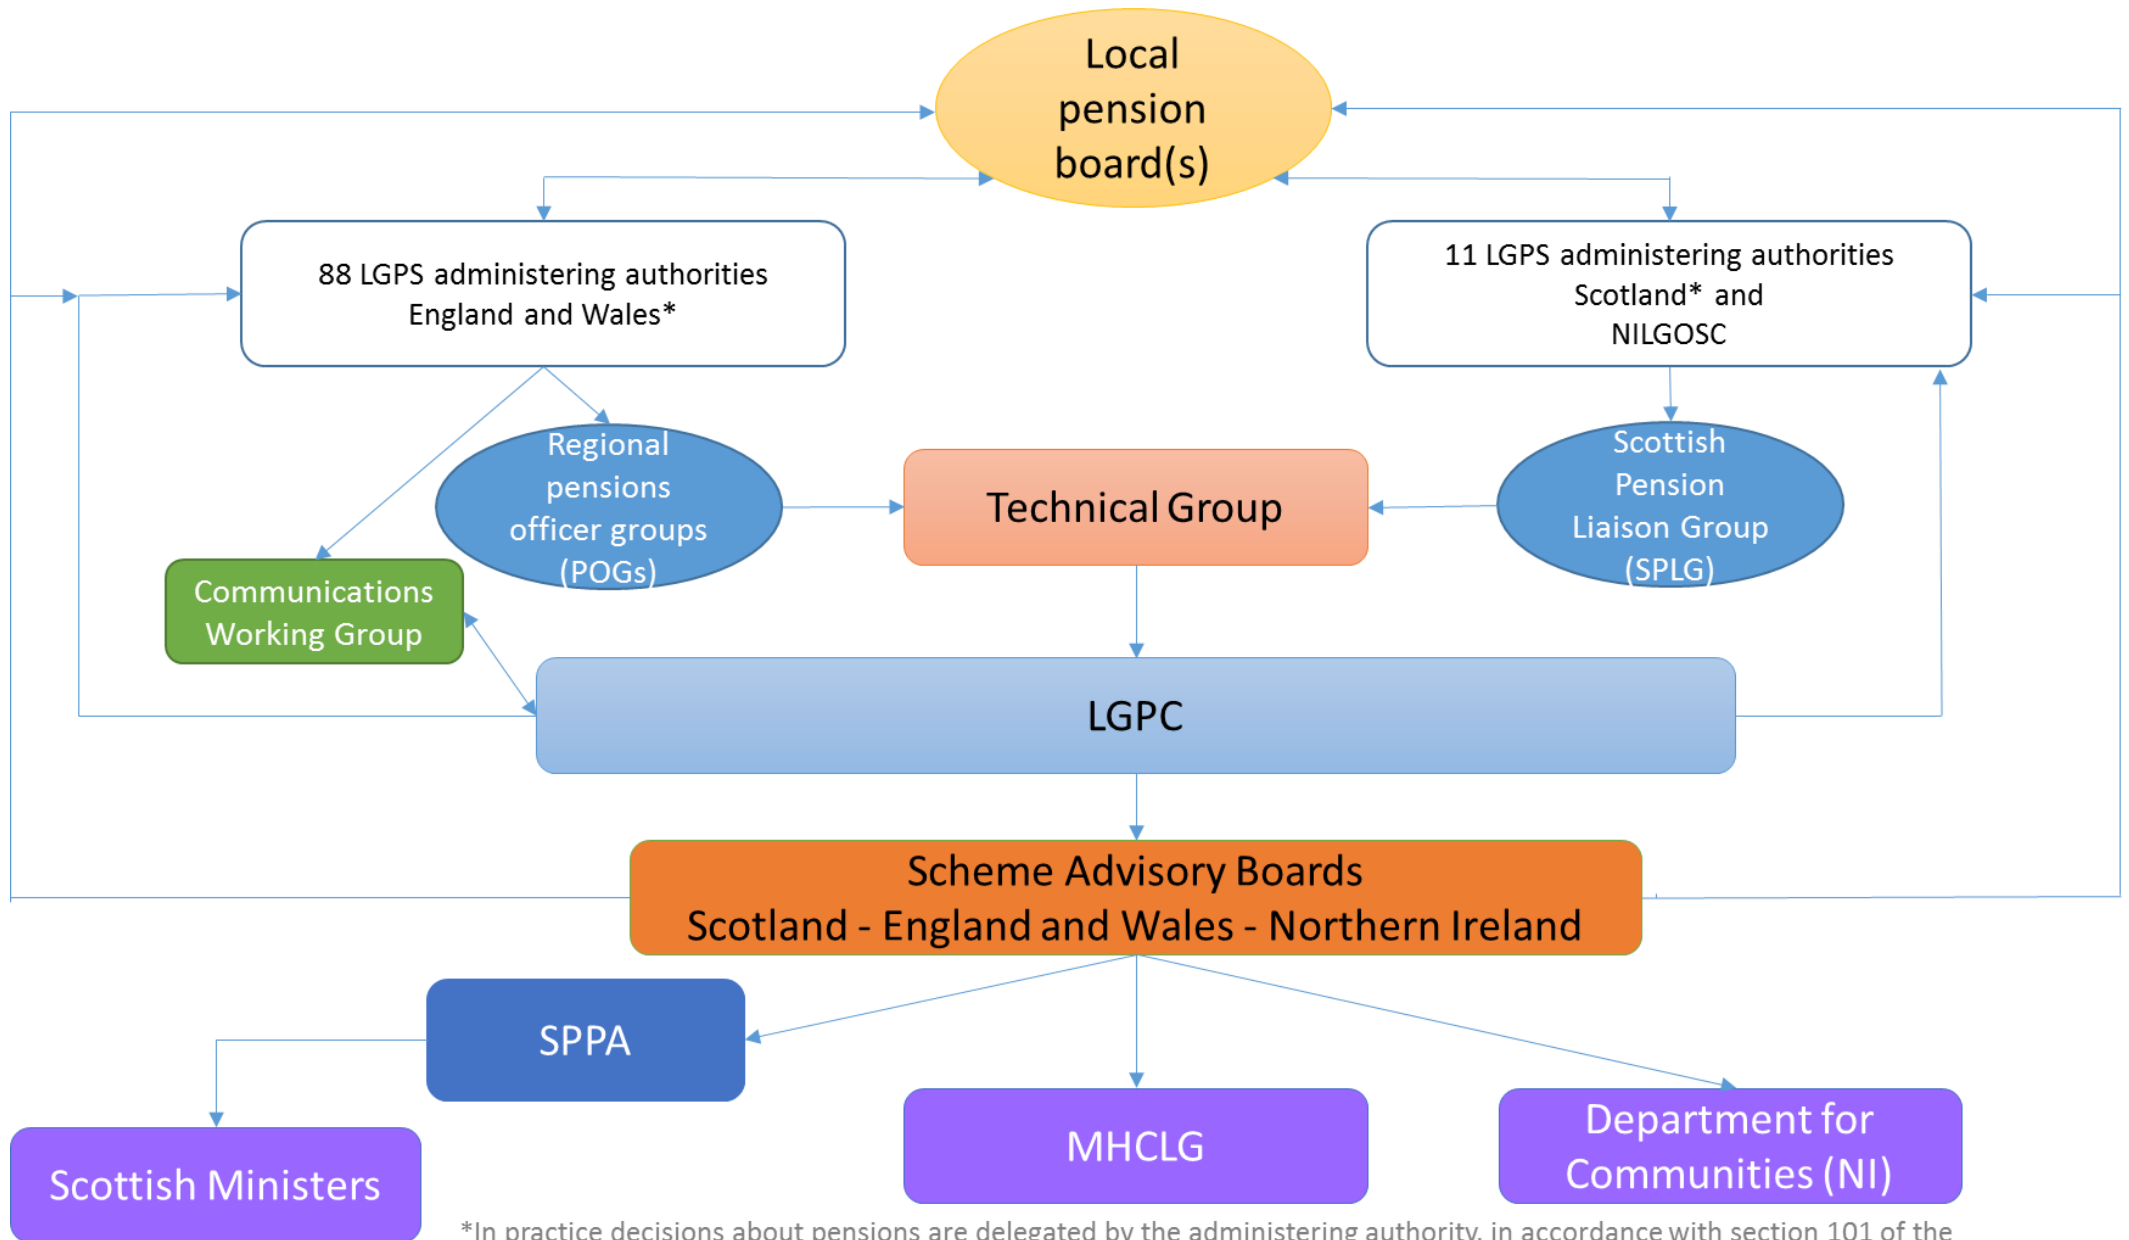 Local
pension
board(s)
88 LGPS administering authorities
England and Wales*
11 LGPS administering authorities
Scotland* and
NILGOSC
Regional
pensions
officer groups
(POGs)
Technical Group
Scottish
Pension
Liaison Group
(SPLG)
Communications
Working Group
LGPC
Scheme Advisory Boards
Scotland - England and Wales - Northern Ireland
SPPA
MHCLG
Department for
Communities (NI)
Scottish Ministers
*In practice decisions about pensions are delegated by the administering authority, in accordance with section 101 of the